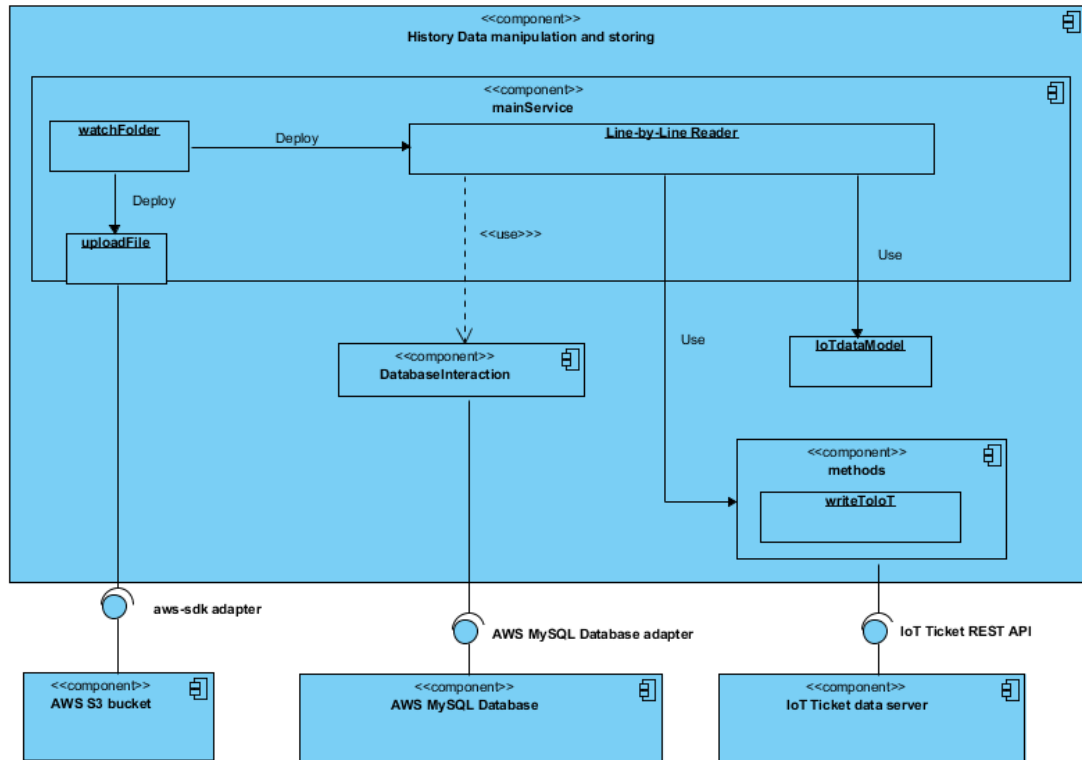 <<component>>
History Data manipulation and storing
<<component>>
mainService
watchFolder
Deploy
Line-by-Line Reader
Deploy
uploadFile
<<use>>>
Use
Use
<<component>>
DatabaseInteraction
IoTdataModel
<<component>>
methods
writeToIoT
aws-sdk adapter
AWS MySQL Database adapter
IoT Ticket REST API
<<component>>
AWS S3 bucket
<<component>>
AWS MySQL Database
<<component>>
IoT Ticket data server